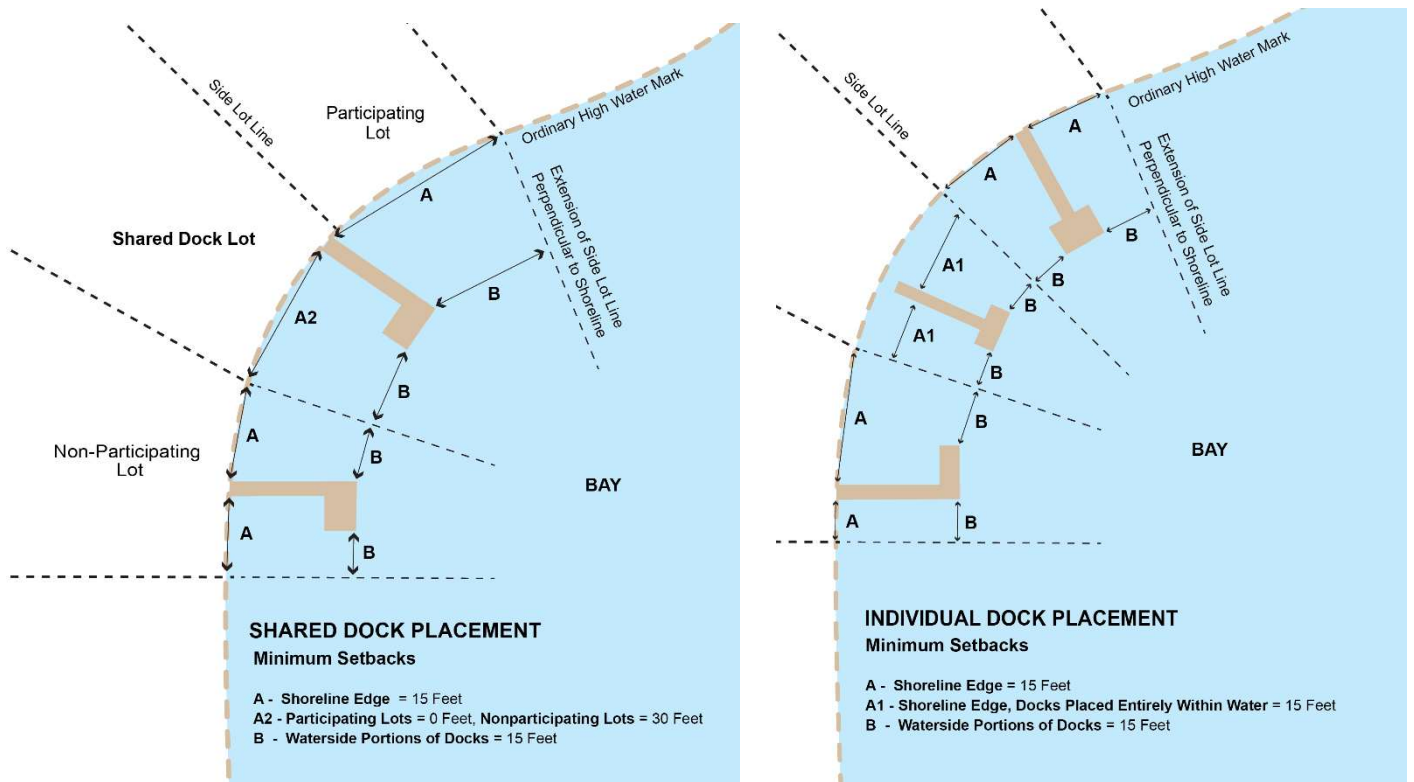 Side Lot Line
Participating
Lot
Ordinary High Water Mark
A
Extension of Side Lot Line
Perpendicular to Shoreline
Shared Dock Lot
B
A2
B
A
B
Non-Participating
Lot
BAY
A
B
SHARED DOCK PLACEMENT
Minimum Setbacks
A - Shoreline Edge = 15 Feet
A2 - Participating Lots = 0 Feet, Nonparticipating Lots = 30 Feet
B - Waterside Portions of Docks = 15 Feet
Side Lot Line
Ordinary High Water Mark
A
A
Extension of Side Lot Line
Perpendicular to Shoreline
B
A1
B
B
A1
B
B
A
BAY
A
B
INDIVIDUAL DOCK PLACEMENT
Minimum Setbacks
A - Shoreline Edge = 15 Feet
A1 - Shoreline Edge, Docks Placed Entirely Within Water = 15 Feet
B - Waterside Portions of Docks = 15 Feet